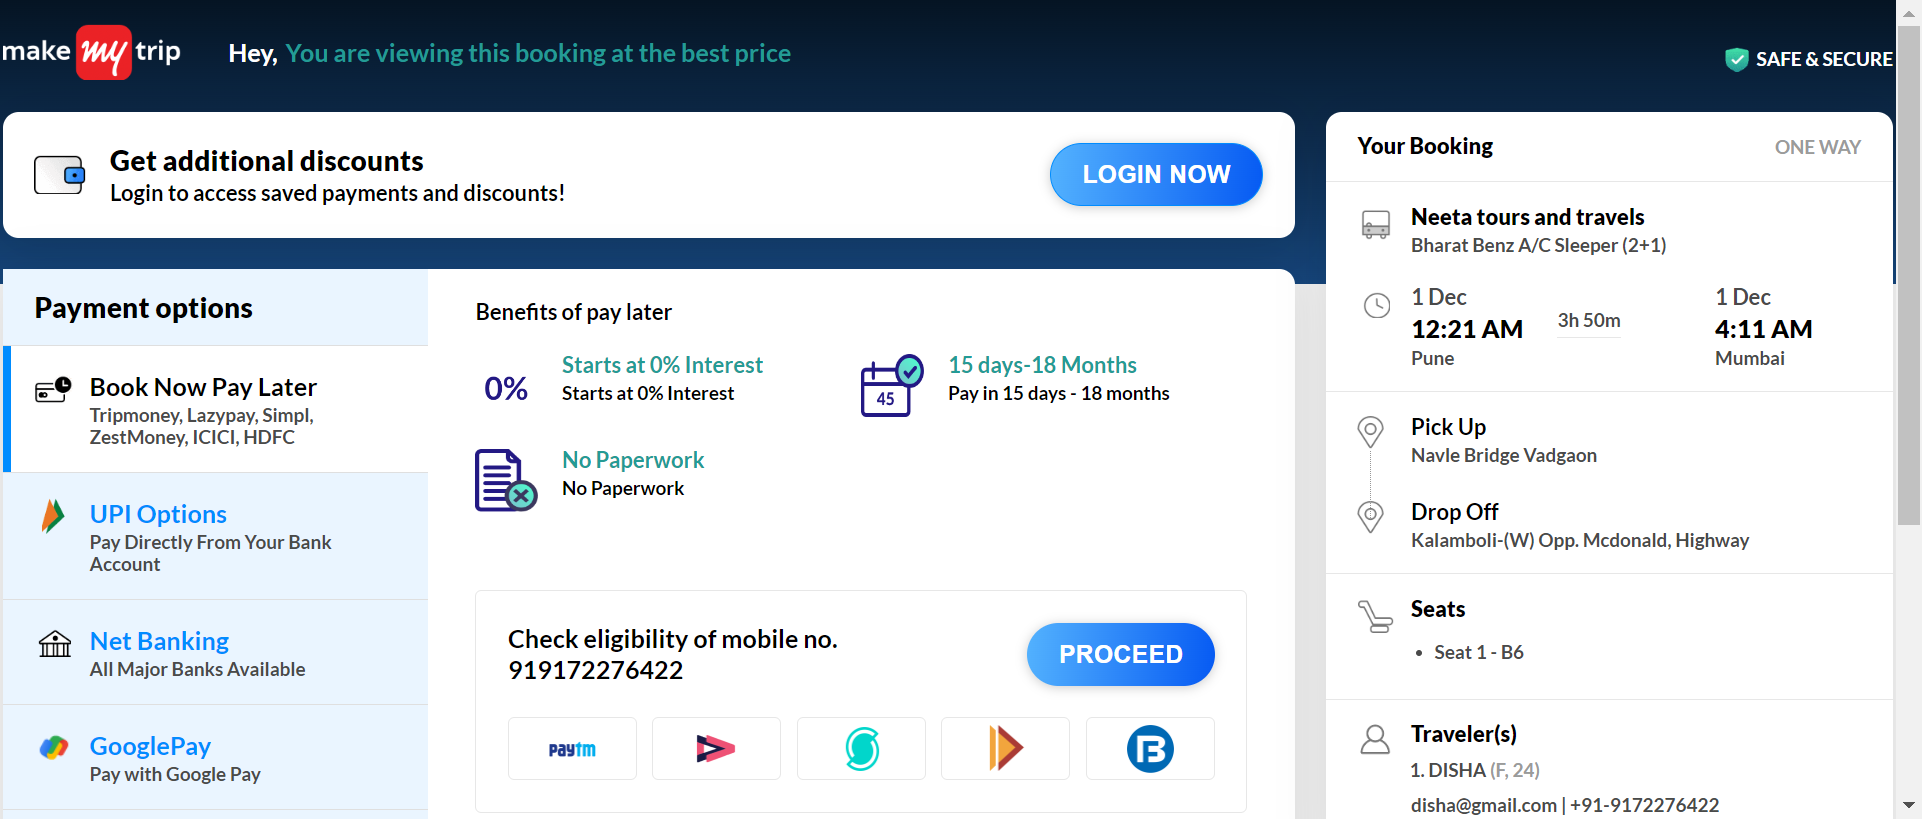 make my trip
Hey, You are viewing this booking at the best price
SAFE & SECURE
Get additional discounts
Login to access saved payments and discounts!
LOGIN NOW
Payment options
Book Now Pay Later
Tripmoney, Lazypay, Simpl,
ZestMoney, ICICI, HDFC
UPI Options
Pay Directly From Your Bank
Account
Net Banking
All Major Banks Available
GooglePay
Pay with Google Pay
Benefits of pay later
0%
Starts at 0% Interest
Starts at 0% Interest
45
15 days-18 Months
Pay in 15 days - 18 months
No Paperwork
No Paperwork
Check eligibility of mobile no.
919172276422
PROCEED
paytm
B
Your Booking
ONE WAY
Neeta tours and travels
Bharat Benz A/C Sleeper (2+1)
1 Dec
12:21 AM
Pune
3h 50m
1 Dec
4:11 AM
Mumbai
Pick Up
Navle Bridge Vadgaon
Drop Off
Kalamboli-(W) Opp. Mcdonald, Highway
Seats
• Seat 1 - B6
Traveler(s)
1. DISHA (F, 24)
disha@gmail.com | +91-9172276422